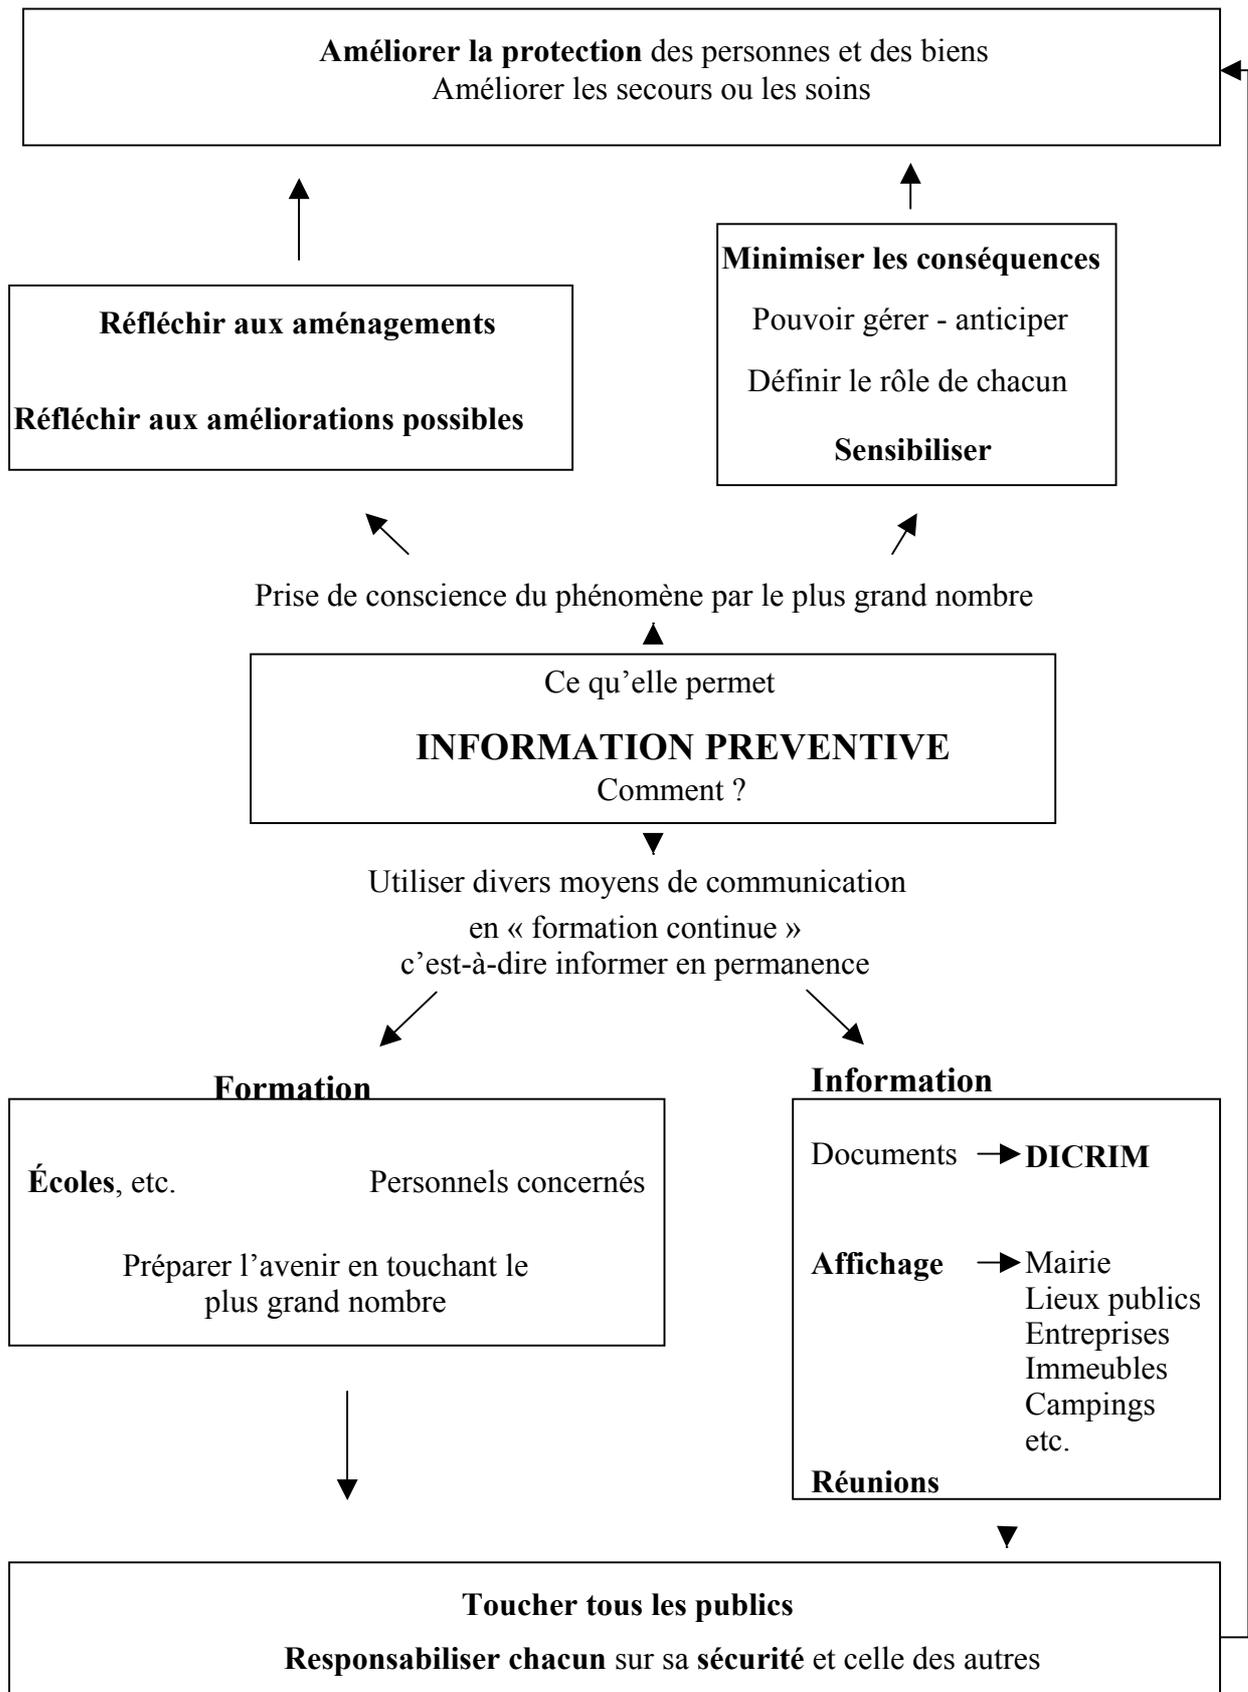 Améliorer la protection des personnes et des biens
Améliorer les secours ou les soins
Réfléchir aux aménagements
Réfléchir aux améliorations possibles
Minimiser les conséquences
Pouvoir gérer - anticiper
Définir le rôle de chacun
Sensibiliser
Prise de conscience du phénomène par le plus grand nombre
Ce qu’elle permet
INFORMATION PREVENTIVE
Comment ?
Utiliser divers moyens de communication
en « formation continue »
c’est-à-dire informer en permanence
Formation
Écoles, etc. Personnels concernés
Préparer l’avenir en touchant le
plus grand nombre
Information
Documents DICRIM
Affichage Mairie
Lieux publics
Entreprises
Immeubles
Campings
etc.
Réunions
Toucher tous les publics
Responsabiliser chacun sur sa sécurité et celle des autres